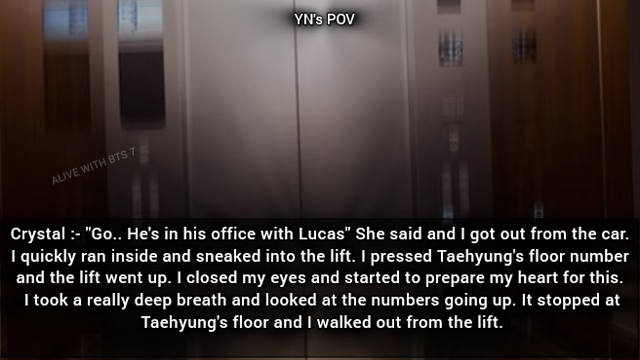 YN's POV
ALIVE WITH BTS 7
Crystal :- "Go.. He's in his office with Lucas" She said and I got out from the car.
I quickly ran inside and sneaked into the lift. I pressed Taehyung's floor number
and the lift went up. I closed my eyes and started to prepare my heart for this.
I took a really deep breath and looked at the numbers going up. It stopped at
Taehyung's floor and I walked out from the lift.